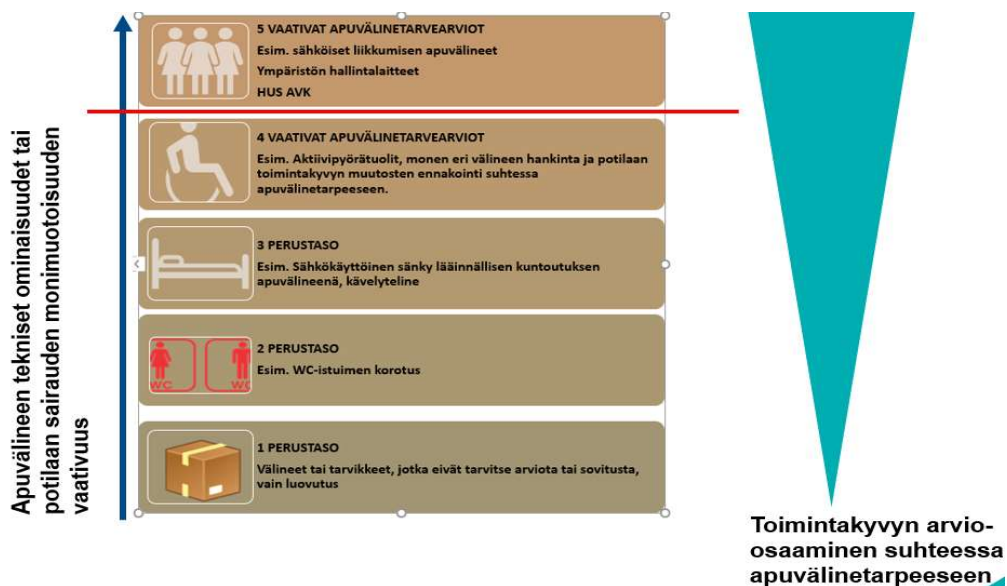 Apuvälineen tekniset ominaisuudet tai
potilaan sairauden monimuotoisuuden
vaativuus
5 VAATIVAT APUVÄLINETARVEARVIOT
Esim. sähköiset liikkumisen apuvälineet
Ympäristön hallintalaitteet
HUS AVK
4 VAATIVAT APUVÄLINETARVEARVIOT
Esim. Aktiivipyörätuolit, monen eri välineen hankinta ja potilaan
toimintakyvyn muutosten ennakointi suhtessa
apuvälinetarpeeseen.
3 PERUSTASO
Esim. Sähkökäyttöinen sänky lääinnällisen kuntoutuksen
apuvälineenä, kävelyteline
2 PERUSTASO
Esim. WC-istuimen korotus
WC
WC
1 PERUSTASO
Välineet tai tarvikkeet, jotka eivät tarvitse arviota tai sovitusta,
vain luovutus
Toimintakyvyn arvio-
osaaminen suhteessa
apuvälinetarpeeseen